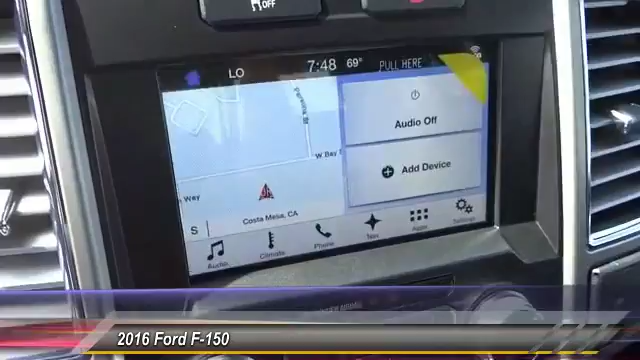 OFF
LO
7:48 69° PULL HERE
Audio Off
W Bay
Add Device
Way
Costa Mesa, CA
S
Audio Climate Phone Nav Apps Settings
2016 Ford F-150